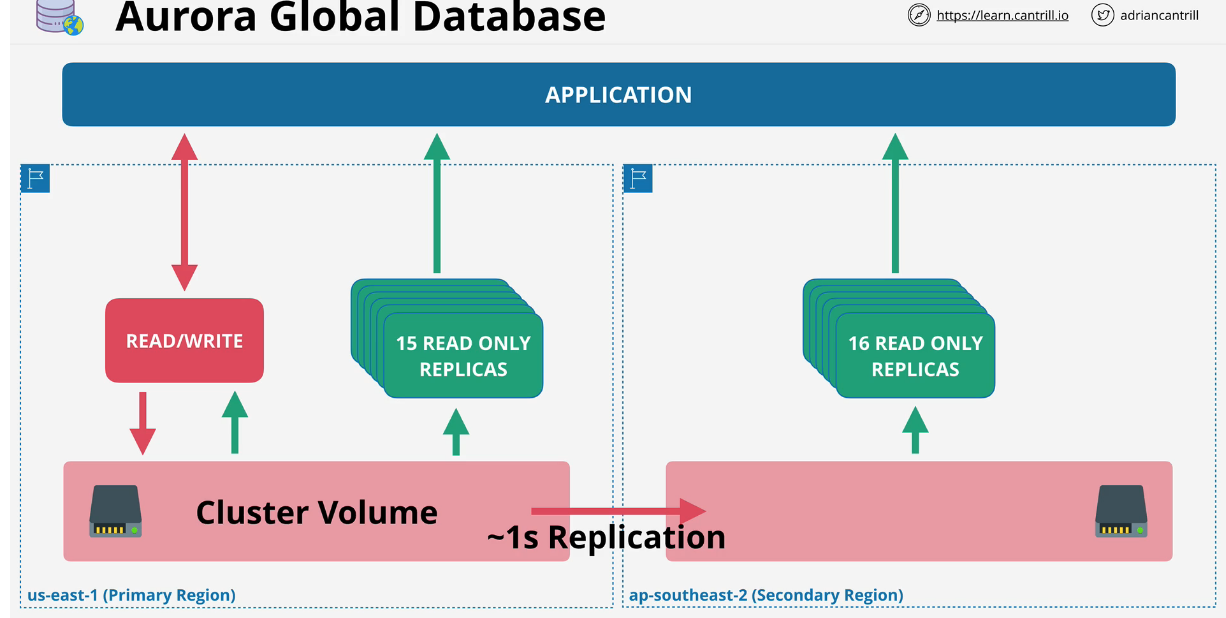 Aurora Global Database
https://learn.cantrill.io
adriancantrill
APPLICATION
READ/WRITE
15 READ ONLY
REPLICAS
16 READ ONLY
REPLICAS
Cluster Volume
~1s Replication
us-east-1 (Primary Region)
ap-southeast-2 (Secondary Region)